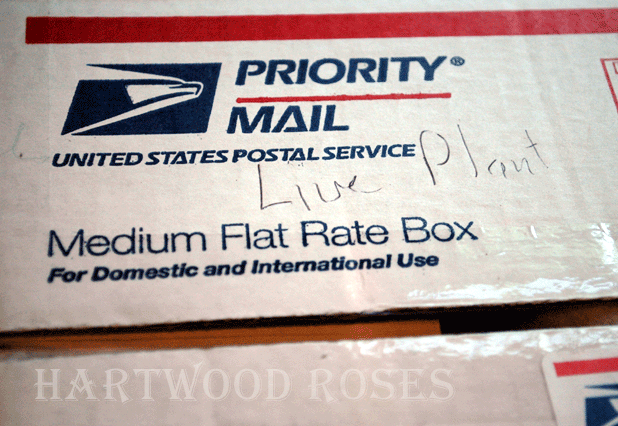 PRIORITY®
MAIL
UNITED STATES POSTAL SERVICE
Live Plant
Medium Flat Rate Box
For Domestic and International Use
HARTWOOD ROSES